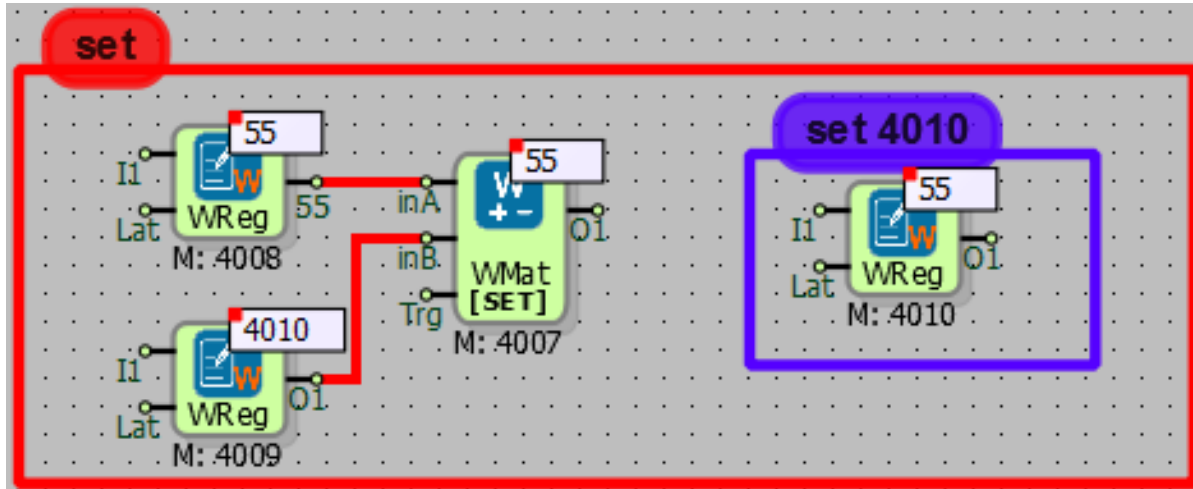 set
55
I1
W
55
Lat
WReg
M: 4008
4010
I1
W
O1
Lat
WReg
M: 4009
55
inA
W
+ -
O1
inB
WMat
[SET]
Trg
M: 4007
set 4010
55
I1
W
O1
Lat
WReg
M: 4010